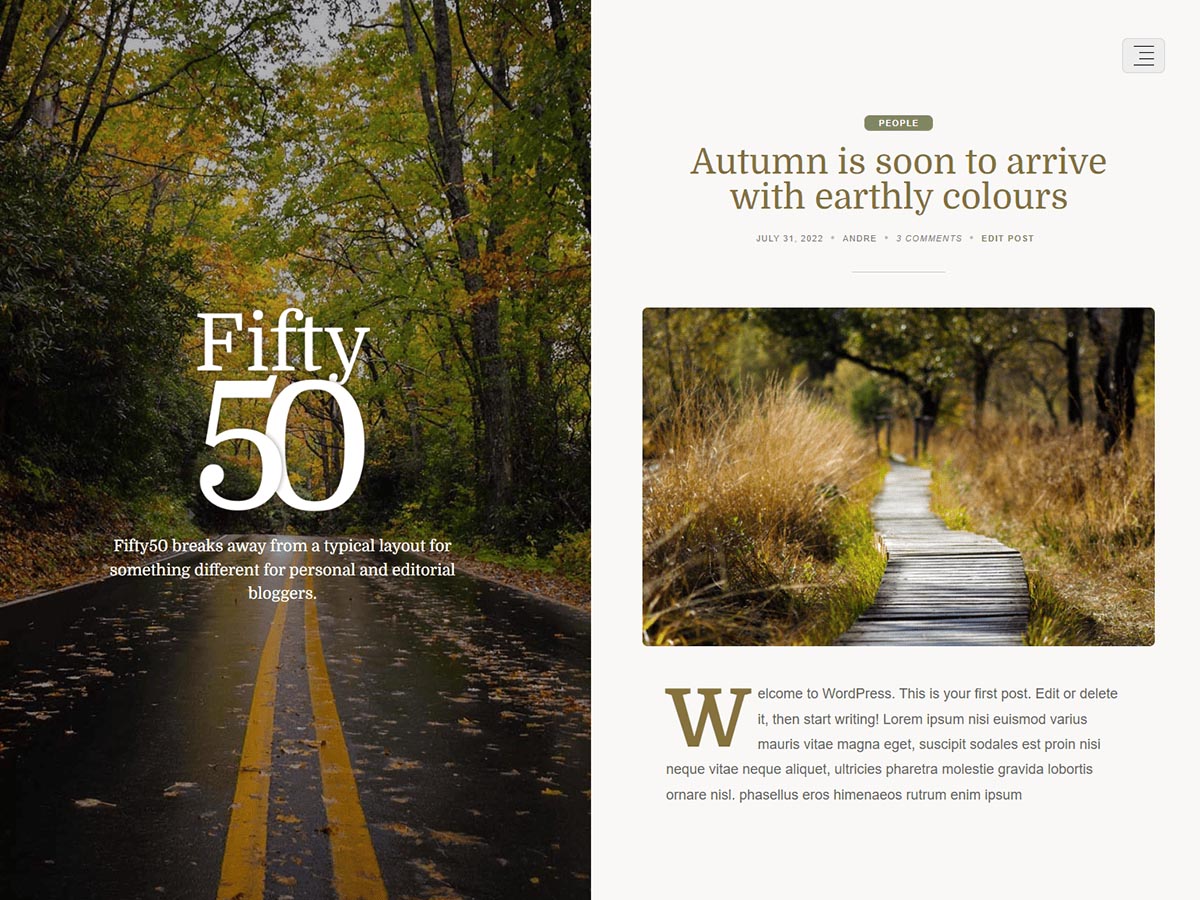 Fifty
50
Fifty50 breaks away from a typical layout for
something different for personal and editorial
bloggers.
PEOPLE
Autumn is soon to arrive
with earthly colours
JULY 31, 2022 • ANDRE • 3 COMMENTS • EDIT POST
Welcome to WordPress. This is your first post. Edit or delete
it, then start writing! Lorem ipsum nisi euismod varius
mauris vitae magna eget, suscipit sodales est proin nisi
neque vitae neque aliquet, ultricies pharetra molestie gravida lobortis
ornare nisl. phasellus eros himenaeos rutrum enim ipsum